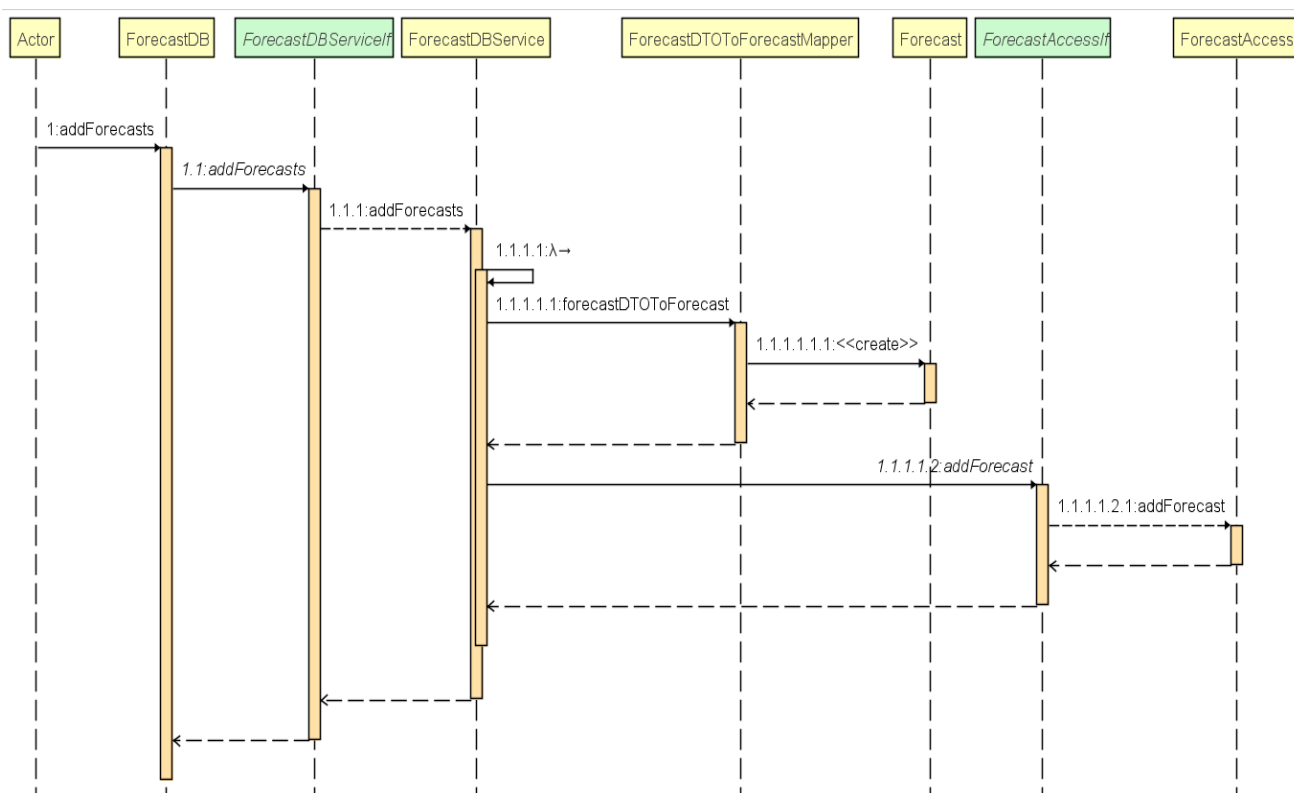 Actor
ForecastDB
ForecastDBServiceIf
ForecastDBService
ForecastDTOToForecastMapper
Forecast
ForecastAccessIf
ForecastAccess
1:addForecasts
1.1:addForecasts
1.1.1:addForecasts
1.1.1.1:λ→
1.1.1.1.1:forecastDTOToForecast
1.1.1.1.1.1:<<create>>
1.1.1.1.2:addForecast
1.1.1.1.2.1:addForecast